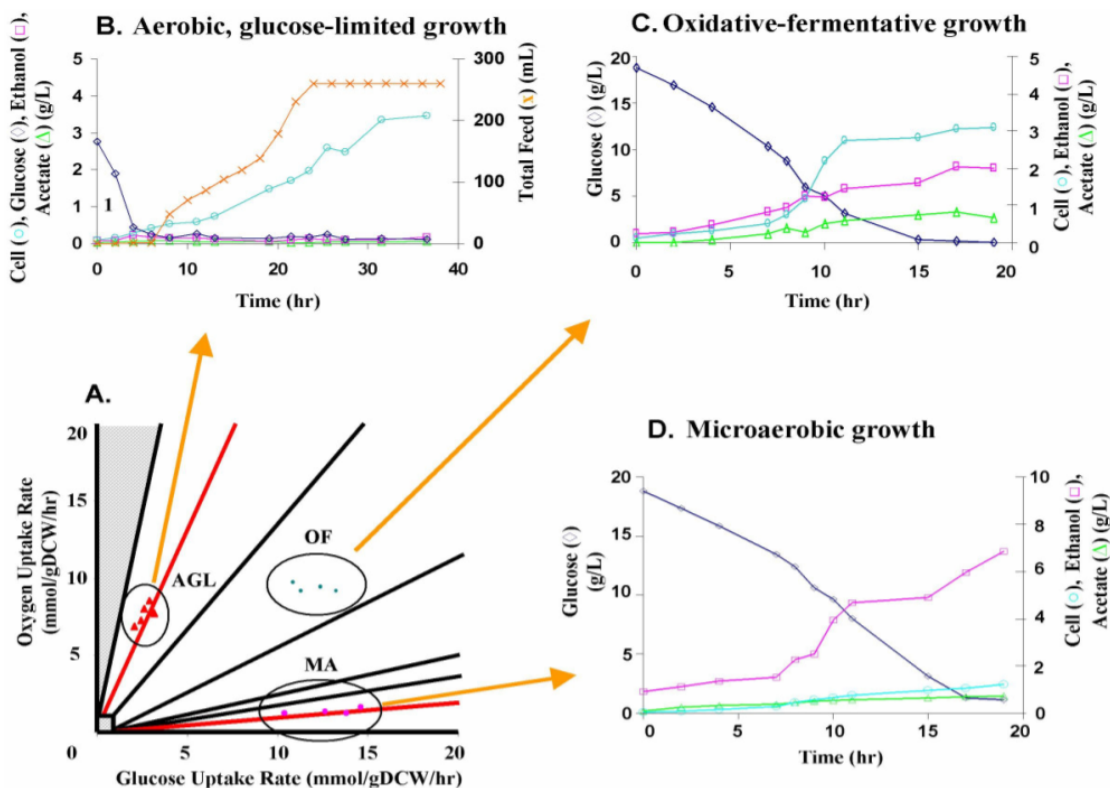 B. Aerobic, glucose-limited growth
Cell (○), Glucose (◊), Ethanol (□),
Acetate (Δ) (g/L)
5
4
3
2
1
0
1
300
200
100
0
Total Feed (x) (mL)
0 10 20 30 40
Time (hr)
C. Oxidative-fermentative growth
Glucose (◊) (g/L)
20
15
10
5
0
5
4
3
2
1
0
Cell (○), Ethanol (□),
Acetate (Δ) (g/L)
0 5 10 15 20
Time (hr)
A.
Oxygen Uptake Rate
(mmol/gDCW/hr)
20
15
10
5
AGL
OF
MA
0 5 10 15 20
Glucose Uptake Rate (mmol/gDCW/hr)
D. Microaerobic growth
Glucose (◊)
(g/L)
20
15
10
5
0
10
8
6
4
2
0
Cell (○), Ethanol (□),
Acetate (Δ) (g/L)
0 5 10 15 20
Time (hr)